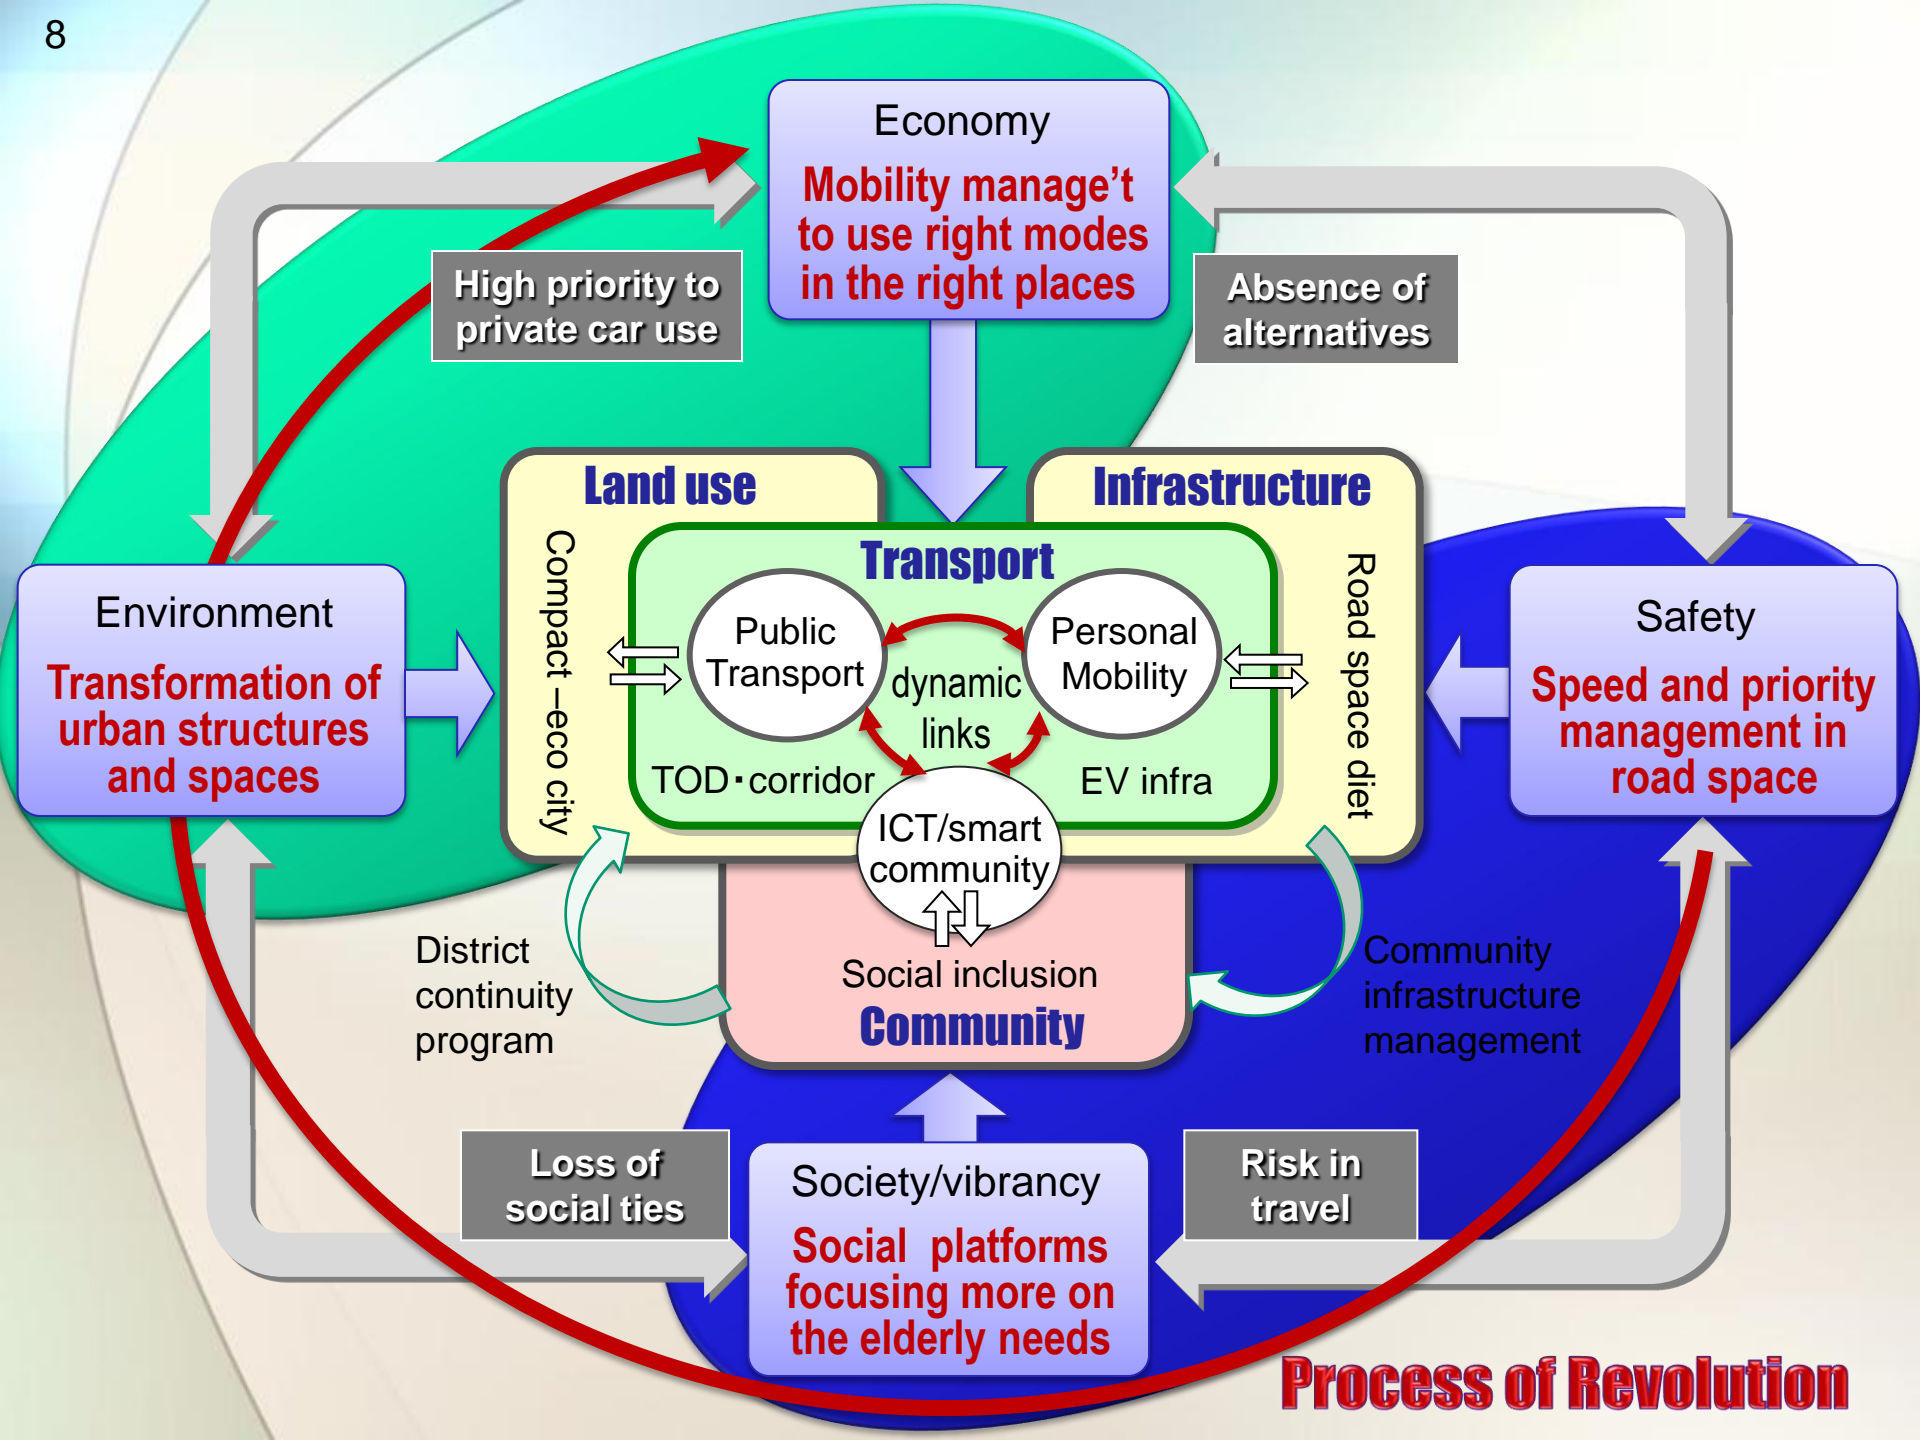 8
Economy
Mobility manage’t
to use right modes
in the right places
High priority to
private car use
Absence of
alternatives
Land use
Infrastructure
Transport
Compact –eco city
Road space diet
Public
Transport
Personal
Mobility
dynamic
links
TOD・corridor
EV infra
ICT/smart
community
Environment
Transformation of
urban structures
and spaces
Safety
Speed and priority
management in
road space
District
continuity
program
Social inclusion
Community
Community
infrastructure
management
Loss of
social ties
Society/vibrancy
Social  platforms
focusing more on
the elderly needs
Risk in
travel
Process of Revolution